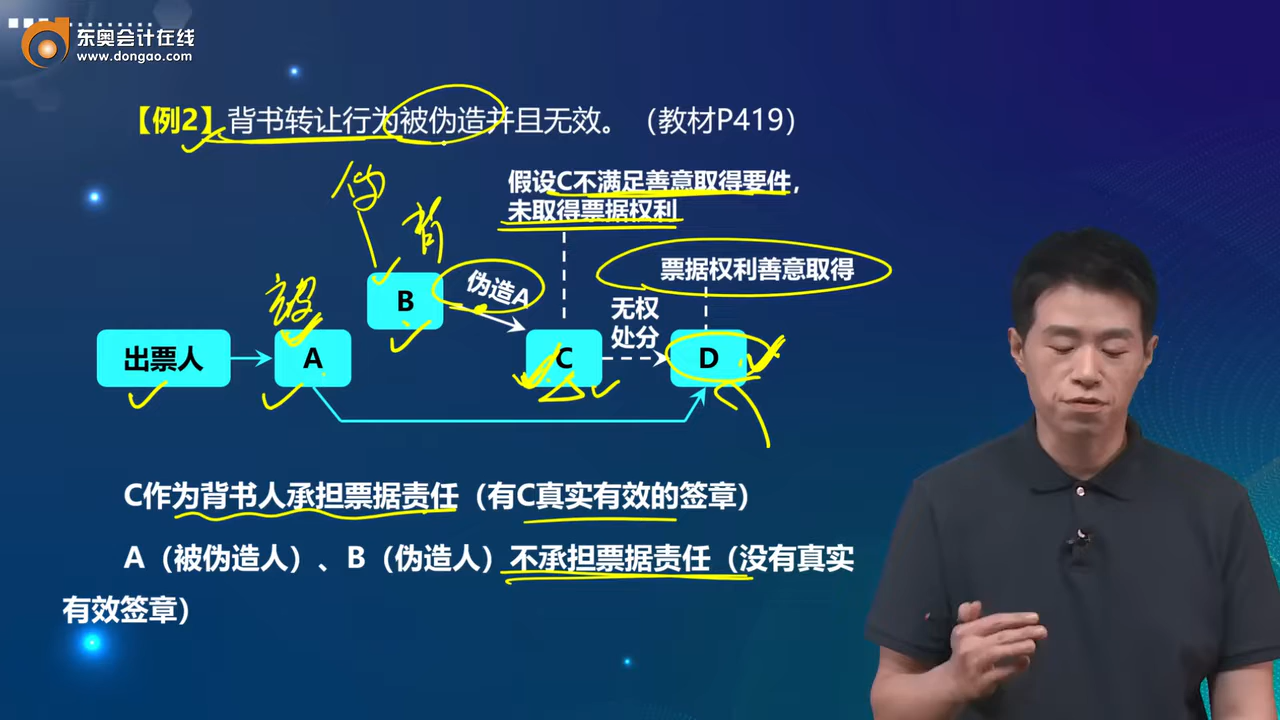 东奥会计在线
www.dongao.com
【例2】背书转让行为被伪造并且无效。（教材P419）
假设C不满足善意取得要件，
未取得票据权利
伪
背
被
票据权利善意取得
B
伪造A
无权
处分
出票人
A
C
D
C作为背书人承担票据责任（有C真实有效的签章）
A（被伪造人）、B（伪造人）不承担票据责任（没有真实
有效签章）